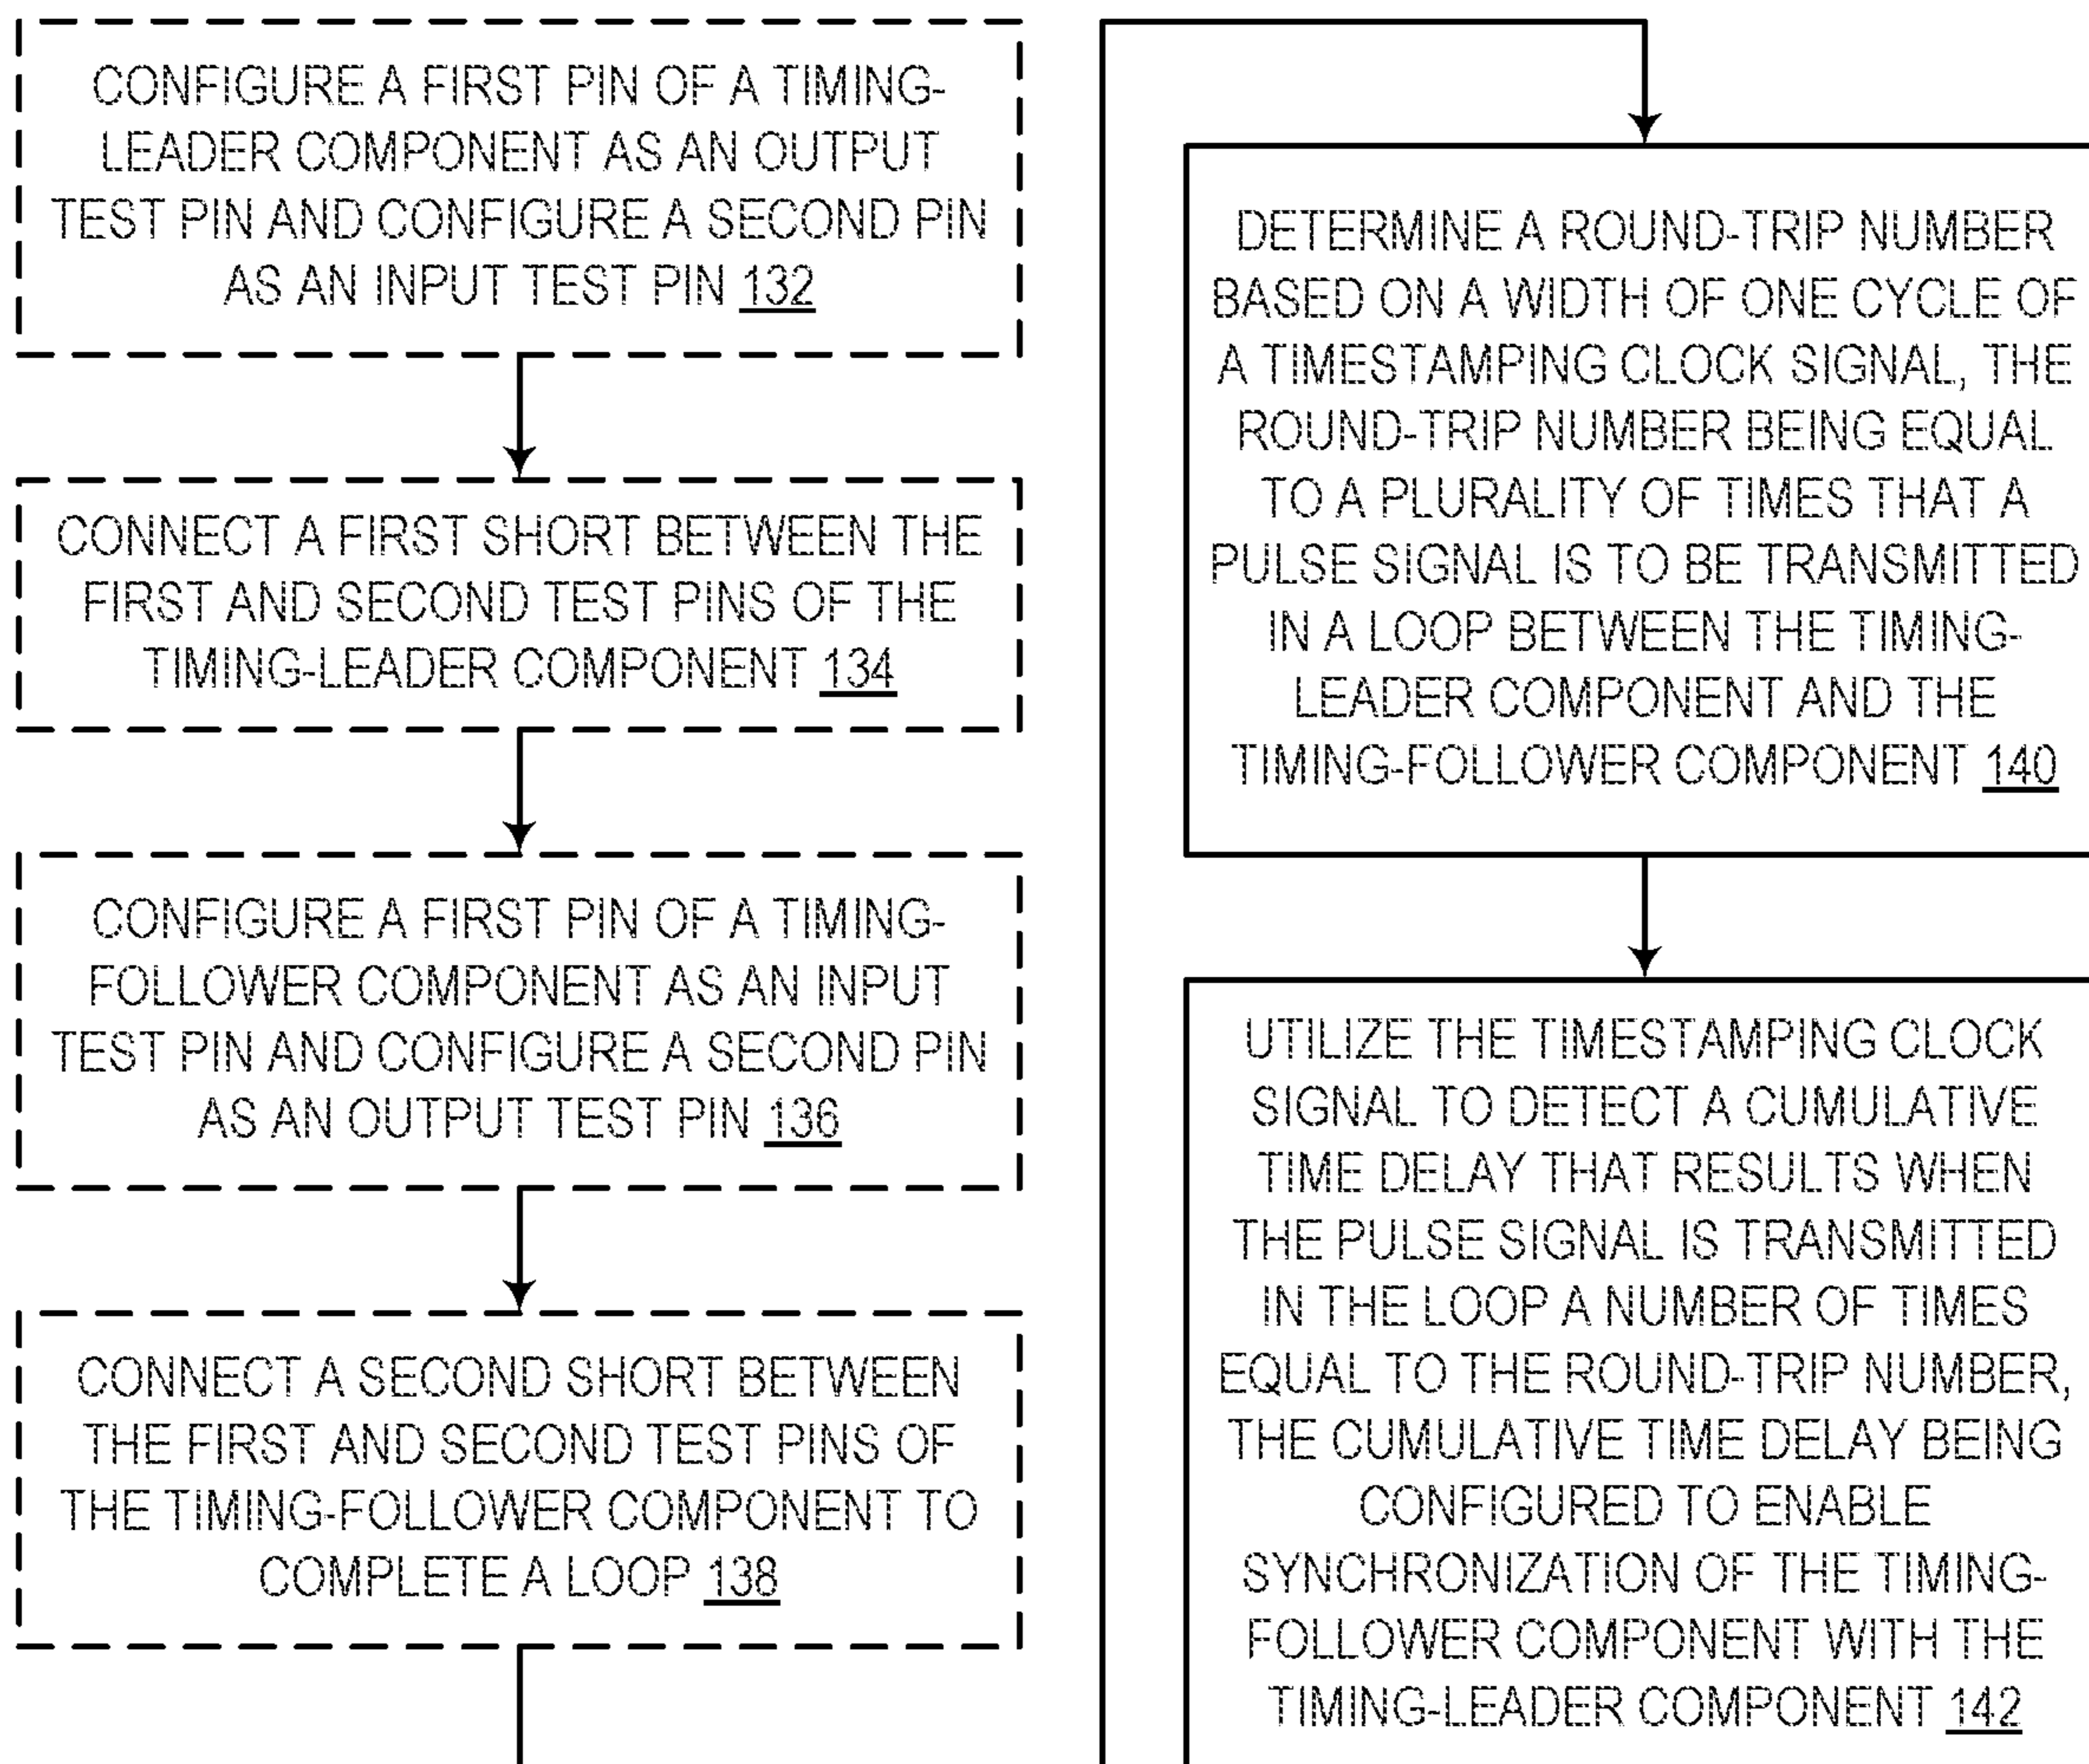 CONFIGURE A FIRST PIN OF A TIMING-
LEADER COMPONENT AS AN OUTPUT
TEST PIN AND CONFIGURE A SECOND PIN
AS AN INPUT TEST PIN 132
CONNECT A FIRST SHORT BETWEEN THE
FIRST AND SECOND TEST PINS OF THE
TIMING-LEADER COMPONENT 134
CONFIGURE A FIRST PIN OF A TIMING-
FOLLOWER COMPONENT AS AN INPUT
TEST PIN AND CONFIGURE A SECOND PIN
AS AN OUTPUT TEST PIN 136
CONNECT A SECOND SHORT BETWEEN
THE FIRST AND SECOND TEST PINS OF
THE TIMING-FOLLOWER COMPONENT TO
COMPLETE A LOOP 138
DETERMINE A ROUND-TRIP NUMBER
BASED ON A WIDTH OF ONE CYCLE OF
A TIMESTAMPING CLOCK SIGNAL, THE
ROUND-TRIP NUMBER BEING EQUAL
TO A PLURALITY OF TIMES THAT A
PULSE SIGNAL IS TO BE TRANSMITTED
IN A LOOP BETWEEN THE TIMING-
LEADER COMPONENT AND THE
TIMING-FOLLOWER COMPONENT 140
UTILIZE THE TIMESTAMPING CLOCK
SIGNAL TO DETECT A CUMULATIVE
TIME DELAY THAT RESULTS WHEN
THE PULSE SIGNAL IS TRANSMITTED
IN THE LOOP A NUMBER OF TIMES
EQUAL TO THE ROUND-TRIP NUMBER,
THE CUMULATIVE TIME DELAY BEING
CONFIGURED TO ENABLE
SYNCHRONIZATION OF THE TIMING-
FOLLOWER COMPONENT WITH THE
TIMING-LEADER COMPONENT 142